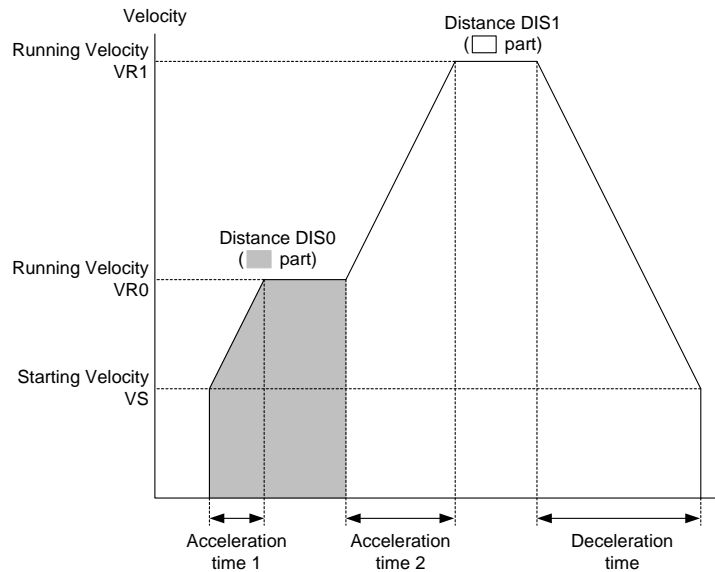 Velocity
Distance DIS1
( part)
Running Velocity
VR1
Distance DIS0
( part)
Running Velocity
VR0
Starting Velocity
VS
Acceleration
time 1
Acceleration
time 2
Deceleration
time